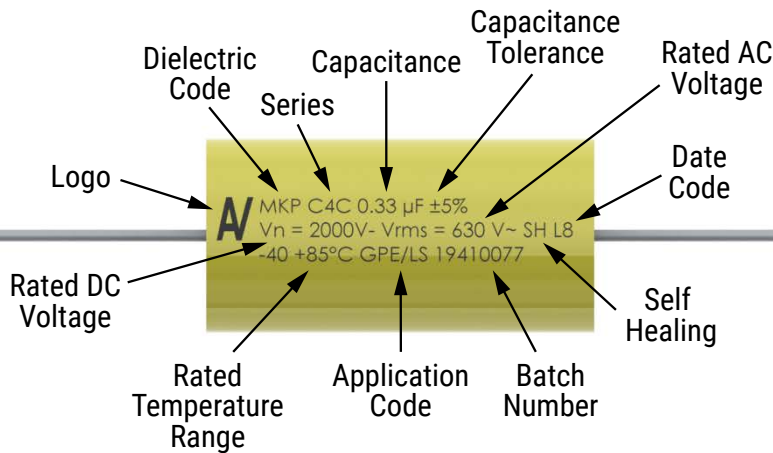 Dielectric
Code
Series
Capacitance
Capacitance
Tolerance
Rated AC
Voltage
Logo
Date
Code
AV
MKP C4C 0.33 µF ±5%
Vn = 2000V- Vrms = 630 V~ SH L8
-40 +85°C GPE/LS 19410077
Rated DC
Voltage
Self
Healing
Rated
Temperature
Range
Application
Code
Batch
Number